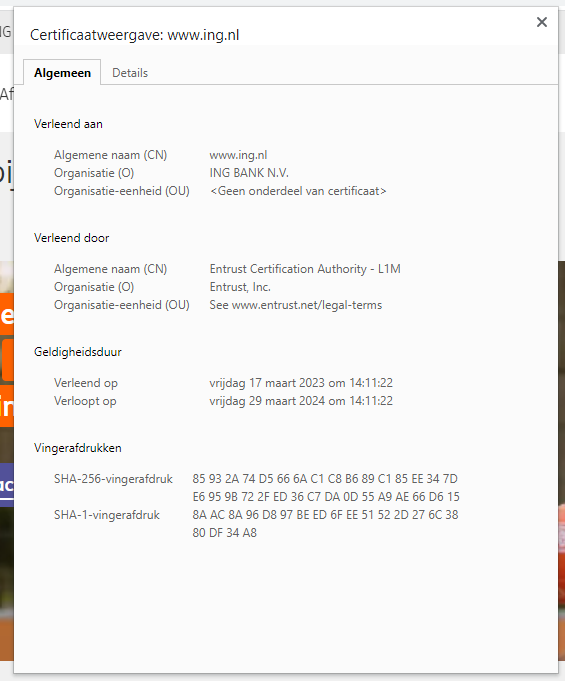 Certificaatweergave: www.ing.nl
Algemeen
Details
Verleend aan
Algemene naam (CN) www.ing.nl
Organisatie (O) ING BANK N.V.
Organisatie-eenheid (OU) <Geen onderdeel van certificaat>
Verleend door
Algemene naam (CN) Entrust Certification Authority - L1M
Organisatie (O) Entrust, Inc.
Organisatie-eenheid (OU) See www.entrust.net/legal-terms
Geldigheidsduur
Verleend op vrijdag 17 maart 2023 om 14:11:22
Verloopt op vrijdag 29 maart 2024 om 14:11:22
Vingerafdrukken
SHA-256-vingerafdruk 85 93 2A 74 D5 66 6A C1 C8 B6 89 C1 85 EE 34 7D
E6 95 9B 72 2F ED 36 C7 DA 0D 55 A9 AE 66 D6 15
SHA-1-vingerafdruk 8A AC 8A 96 D8 97 BE ED 6F EE 51 52 2D 27 6C 38
80 DF 34 A8